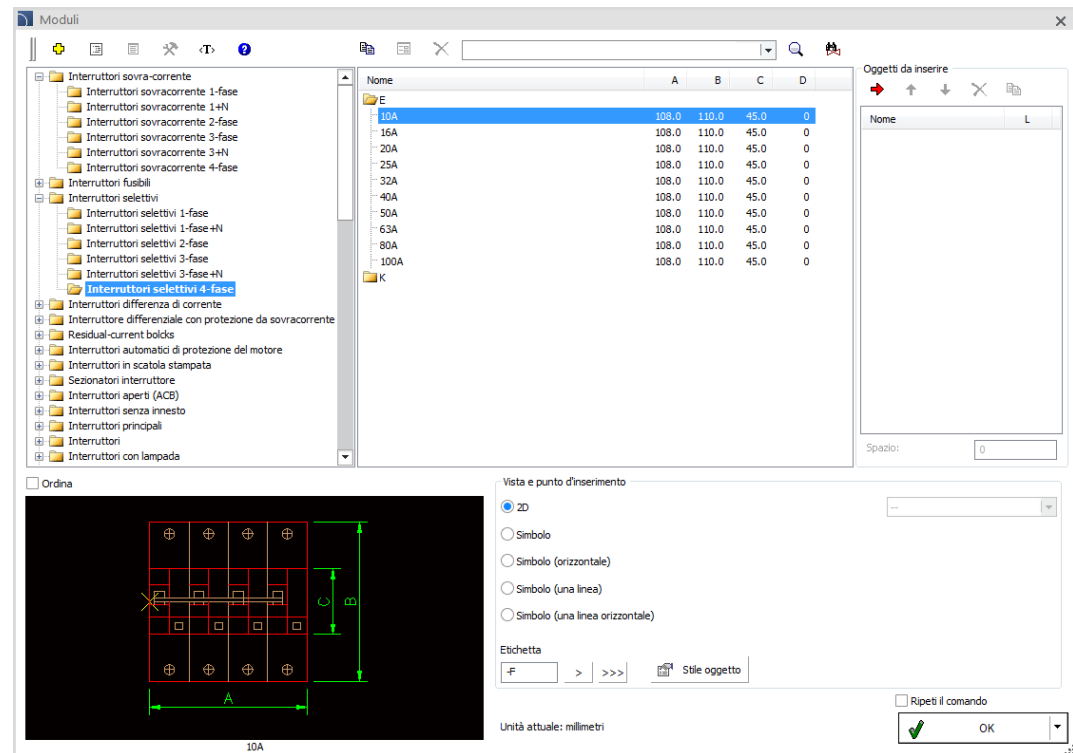 Moduli
‹T›
Interruttori sovra-corrente
Interruttori sovracorrente 1-fase
Interruttori sovracorrente 1+N
Interruttori sovracorrente 2-fase
Interruttori sovracorrente 3-fase
Interruttori sovracorrente 3+N
Interruttori sovracorrente 4-fase
Interruttori fusibili
Interruttori selettivi
Interruttori selettivi 1-fase
Interruttori selettivi 1-fase+N
Interruttori selettivi 2-fase
Interruttori selettivi 3-fase
Interruttori selettivi 3-fase+N
Interruttori selettivi 4-fase
Interruttori differenza di corrente
Interruttore differenziale con protezione da sovracorrente
Residual-current bolcks
Interruttori automatici di protezione del motore
Interruttori in scatola stampata
Sezionatori interruttore
Interruttori aperti (ACB)
Interruttori senza innesto
Interruttori principali
Interruttori
Interruttori con lampada
Nome A B C D
E
10A 108.0 110.0 45.0 0
16A 108.0 110.0 45.0 0
20A 108.0 110.0 45.0 0
25A 108.0 110.0 45.0 0
32A 108.0 110.0 45.0 0
40A 108.0 110.0 45.0 0
50A 108.0 110.0 45.0 0
63A 108.0 110.0 45.0 0
80A 108.0 110.0 45.0 0
100A 108.0 110.0 45.0 0
K
Oggetti da inserire
Nome L
Spazio: 0
Ordina
C
B
A
10A
Vista e punto d'inserimento
2D
--
Simbolo
Simbolo (orizzontale)
Simbolo (una linea)
Simbolo (una linea orizzontale)
Etichetta
-F > >>> Stile oggetto
Ripeti il comando
Unità attuale: millimetri
OK